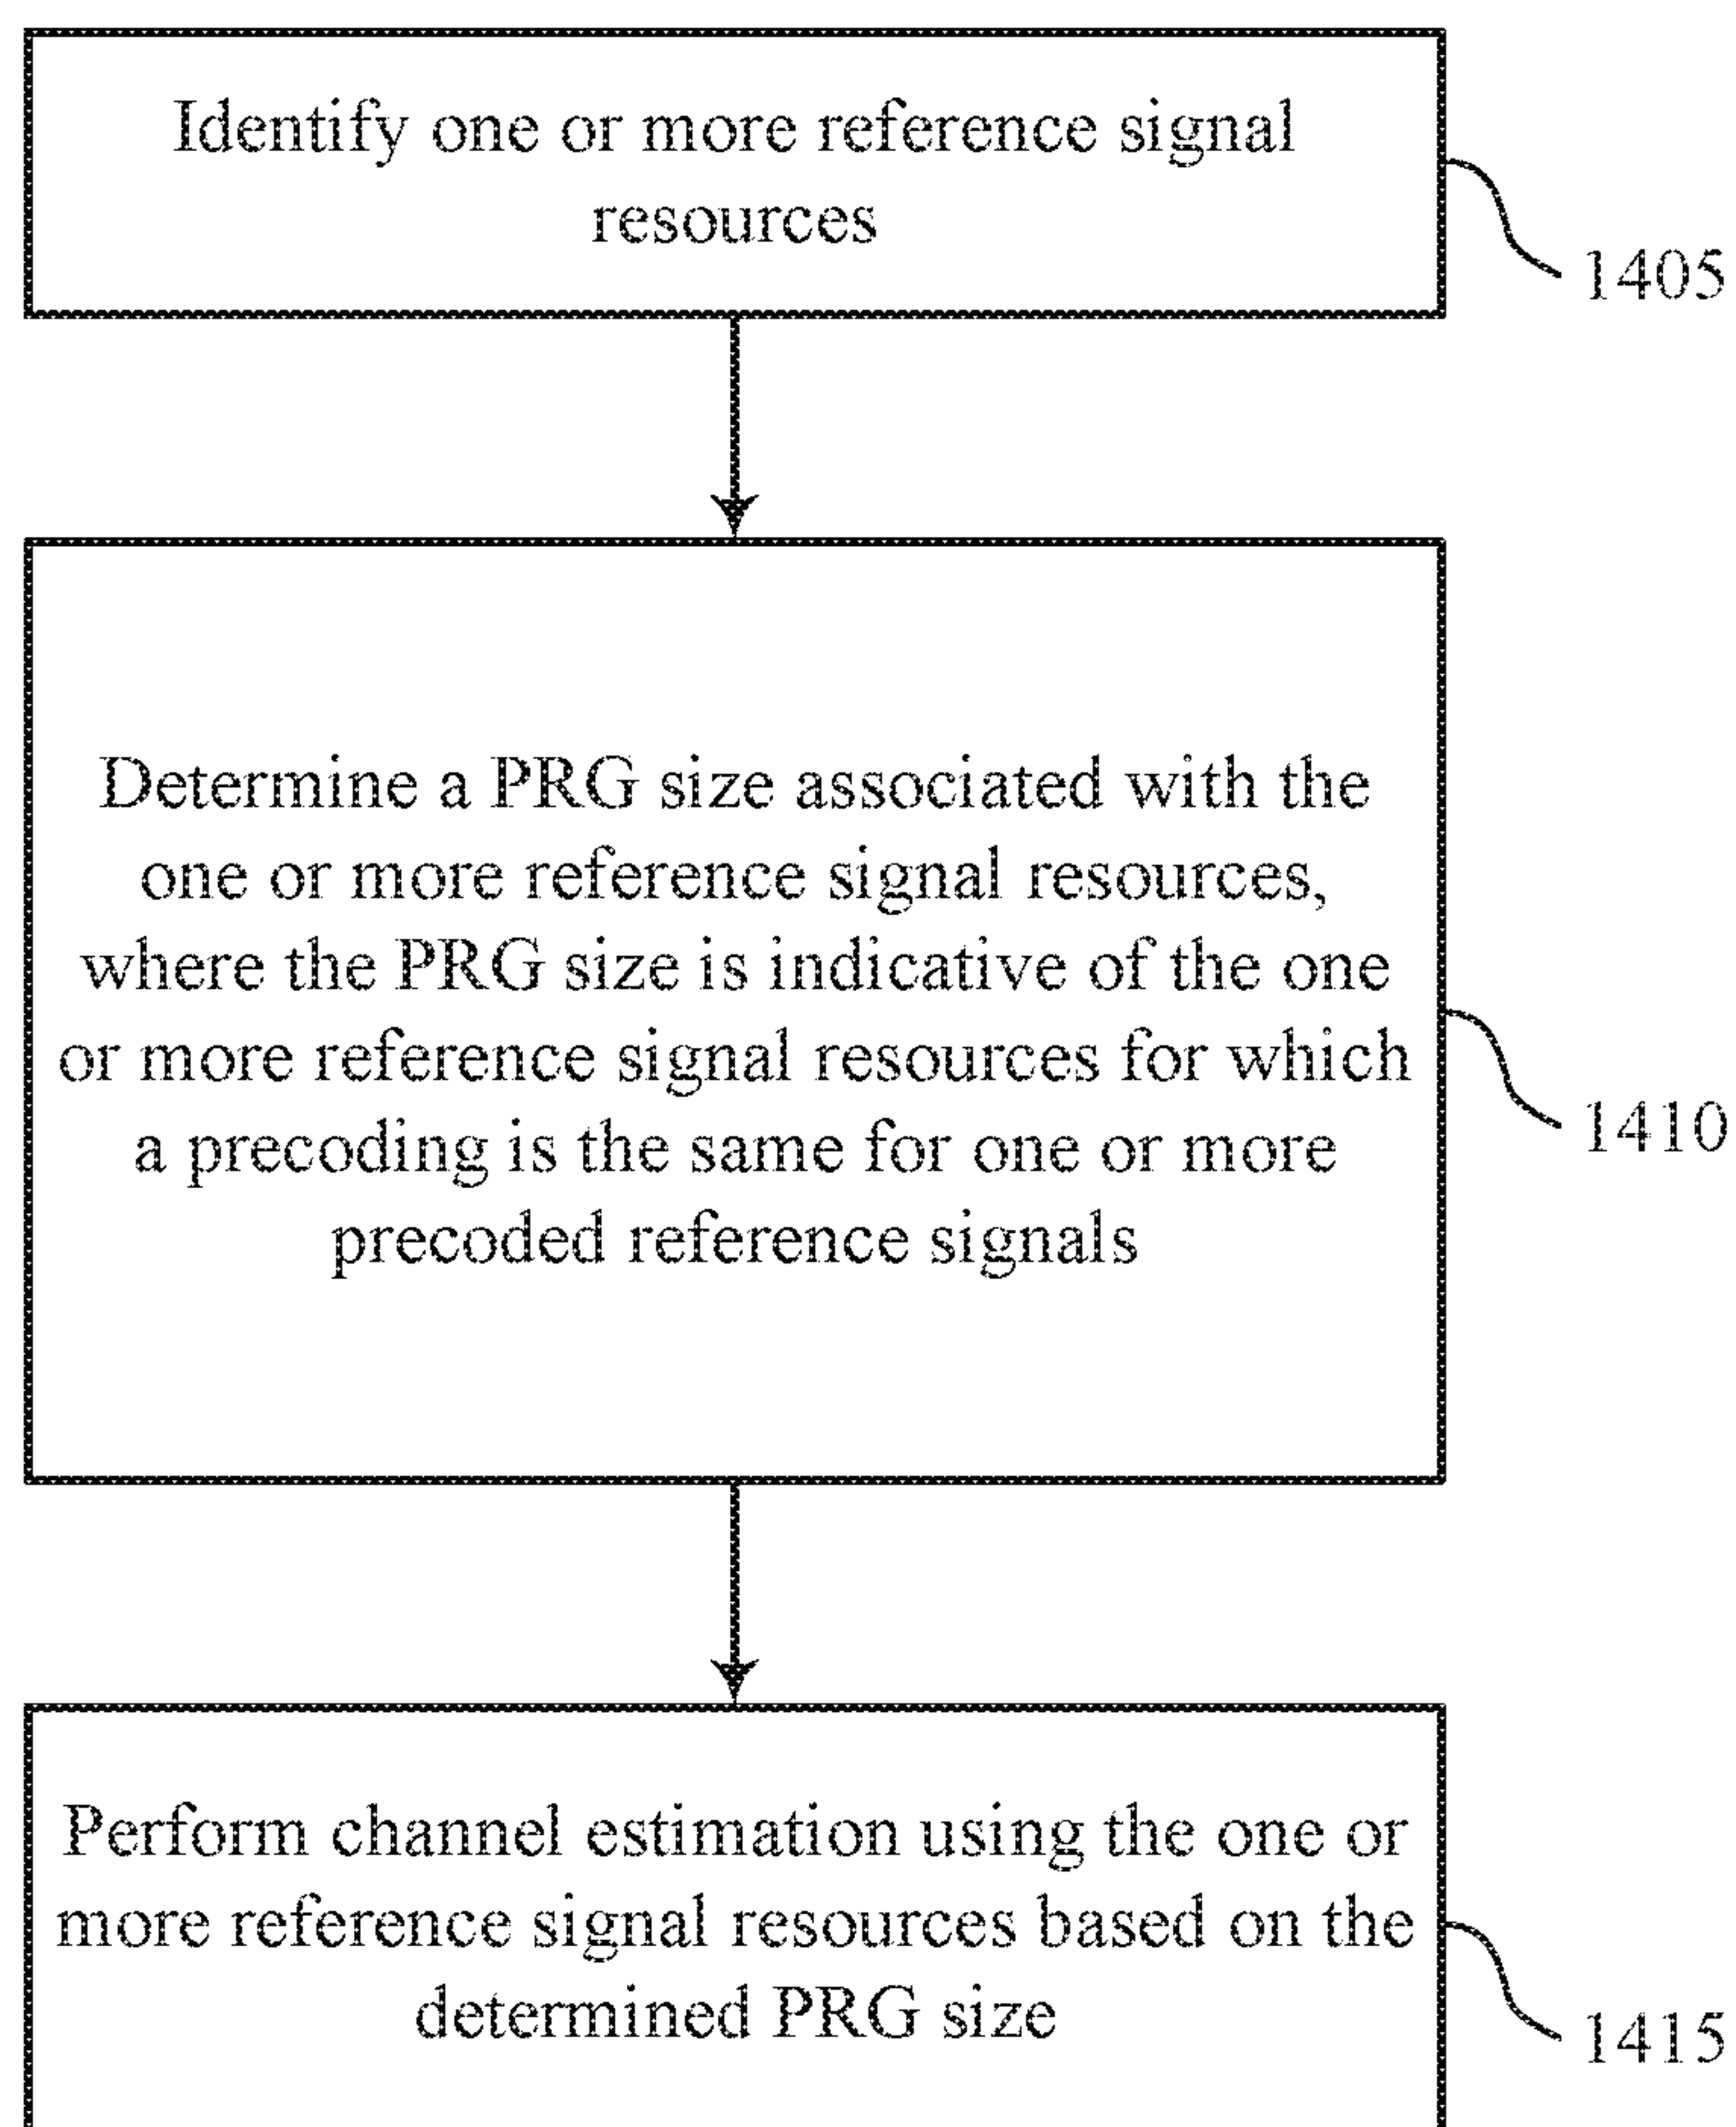 Identify one or more reference signal
resources
1405
Determine a PRG size associated with the
one or more reference signal resources,
where the PRG size is indicative of the one
or more reference signal resources for which
a precoding is the same for one or more
precoded reference signals
1410
Perform channel estimation using the one or
more reference signal resources based on the
determined PRG size
1415